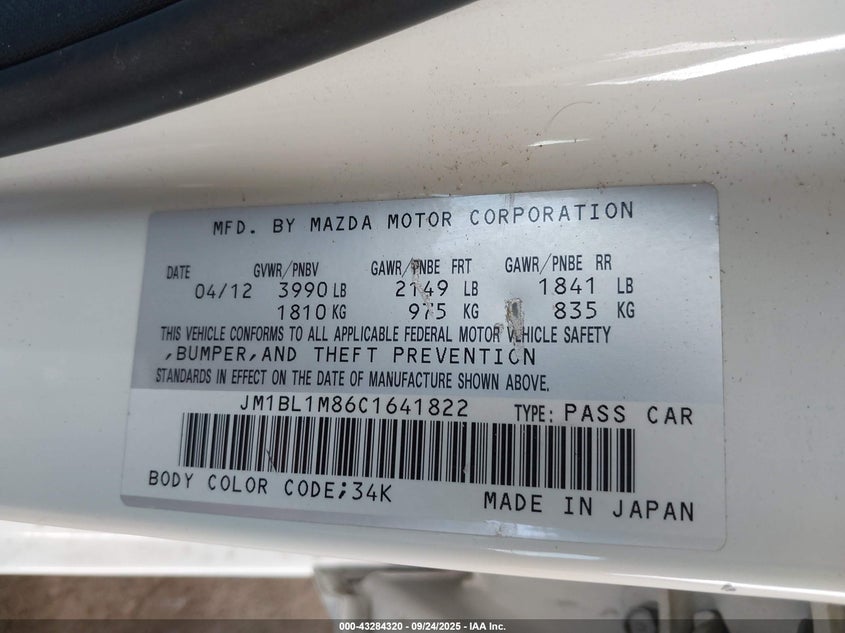 MFD. BY MAZDA MOTOR CORPORATION
DATE GVWR/PNBV GAWR/PNBE FRT GAWR/PNBE RR
04/12 3990 LB 2149 LB 1841 LB
1810 KG 975 KG 835 KG
THIS VEHICLE CONFORMS TO ALL APPLICABLE FEDERAL MOTOR VEHICLE SAFETY
,BUMPER,AND THEFT PREVENTION
STANDARDS IN EFFECT ON THE DATE OF MANUFACTURE SHOWN ABOVE.
JM1BL1M86C1641822 TYPE: PASS CAR
BODY COLOR CODE;34K
MADE IN JAPAN
000-43284320 - 09/24/2025 - IAA Inc.